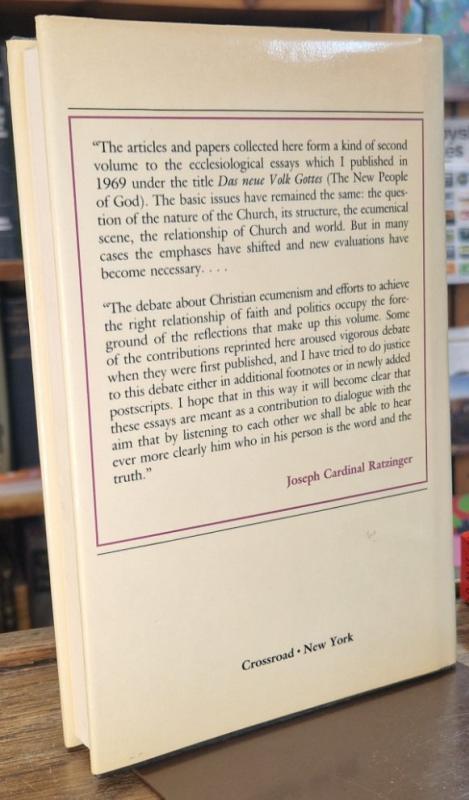 “The articles and papers collected here form a kind of second
volume to the ecclesiological essays which I published in
1969 under the title Das neue Volk Gottes (The New People
of God). The basic issues have remained the same: the ques-
tion of the nature of the Church, its structure, the ecumenical
scene, the relationship of Church and world. But in many
cases the emphases have shifted and new evaluations have
become necessary. . . .
“The debate about Christian ecumenism and efforts to achieve
the right relationship of faith and politics occupy the fore-
ground of the reflections that make up this volume. Some
of the contributions reprinted here aroused vigorous debate
when they were first published, and I have tried to do justice
to this debate either in additional footnotes or in newly added
postscripts. I hope that in this way it will become clear that
these essays are meant as a contribution to dialogue with the
aim that by listening to each other we shall be able to hear
ever more clearly him who in his person is the word and the
truth.”
Joseph Cardinal Ratzinger
Crossroad • New York